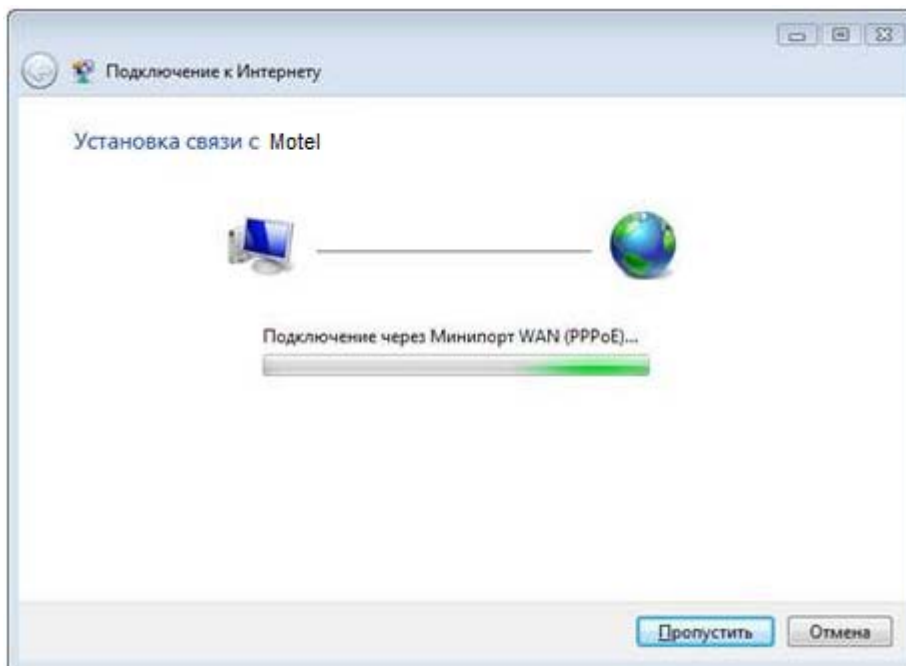 Подключение к Интернету
Установка связи с Motel
Подключение через Минипорт WAN (PPPoE)...
Пропустить Отмена